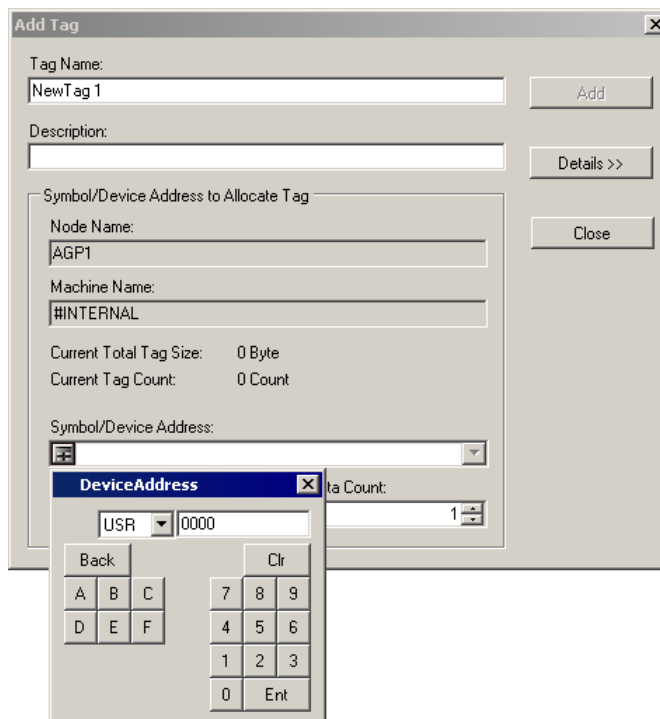 Add Tag
Tag Name:
NewTag 1
Add
Description:
Details >>
Symbol/Device Address to Allocate Tag
Node Name:
AGP1
Close
Machine Name:
#INTERNAL
Current Total Tag Size: 0 Byte
Current Tag Count: 0 Count
Symbol/Device Address:
DeviceAddress
Count:
1
USR 0000
Back Clr
A B C 7 8 9
D E F 4 5 6
1 2 3
0 Ent